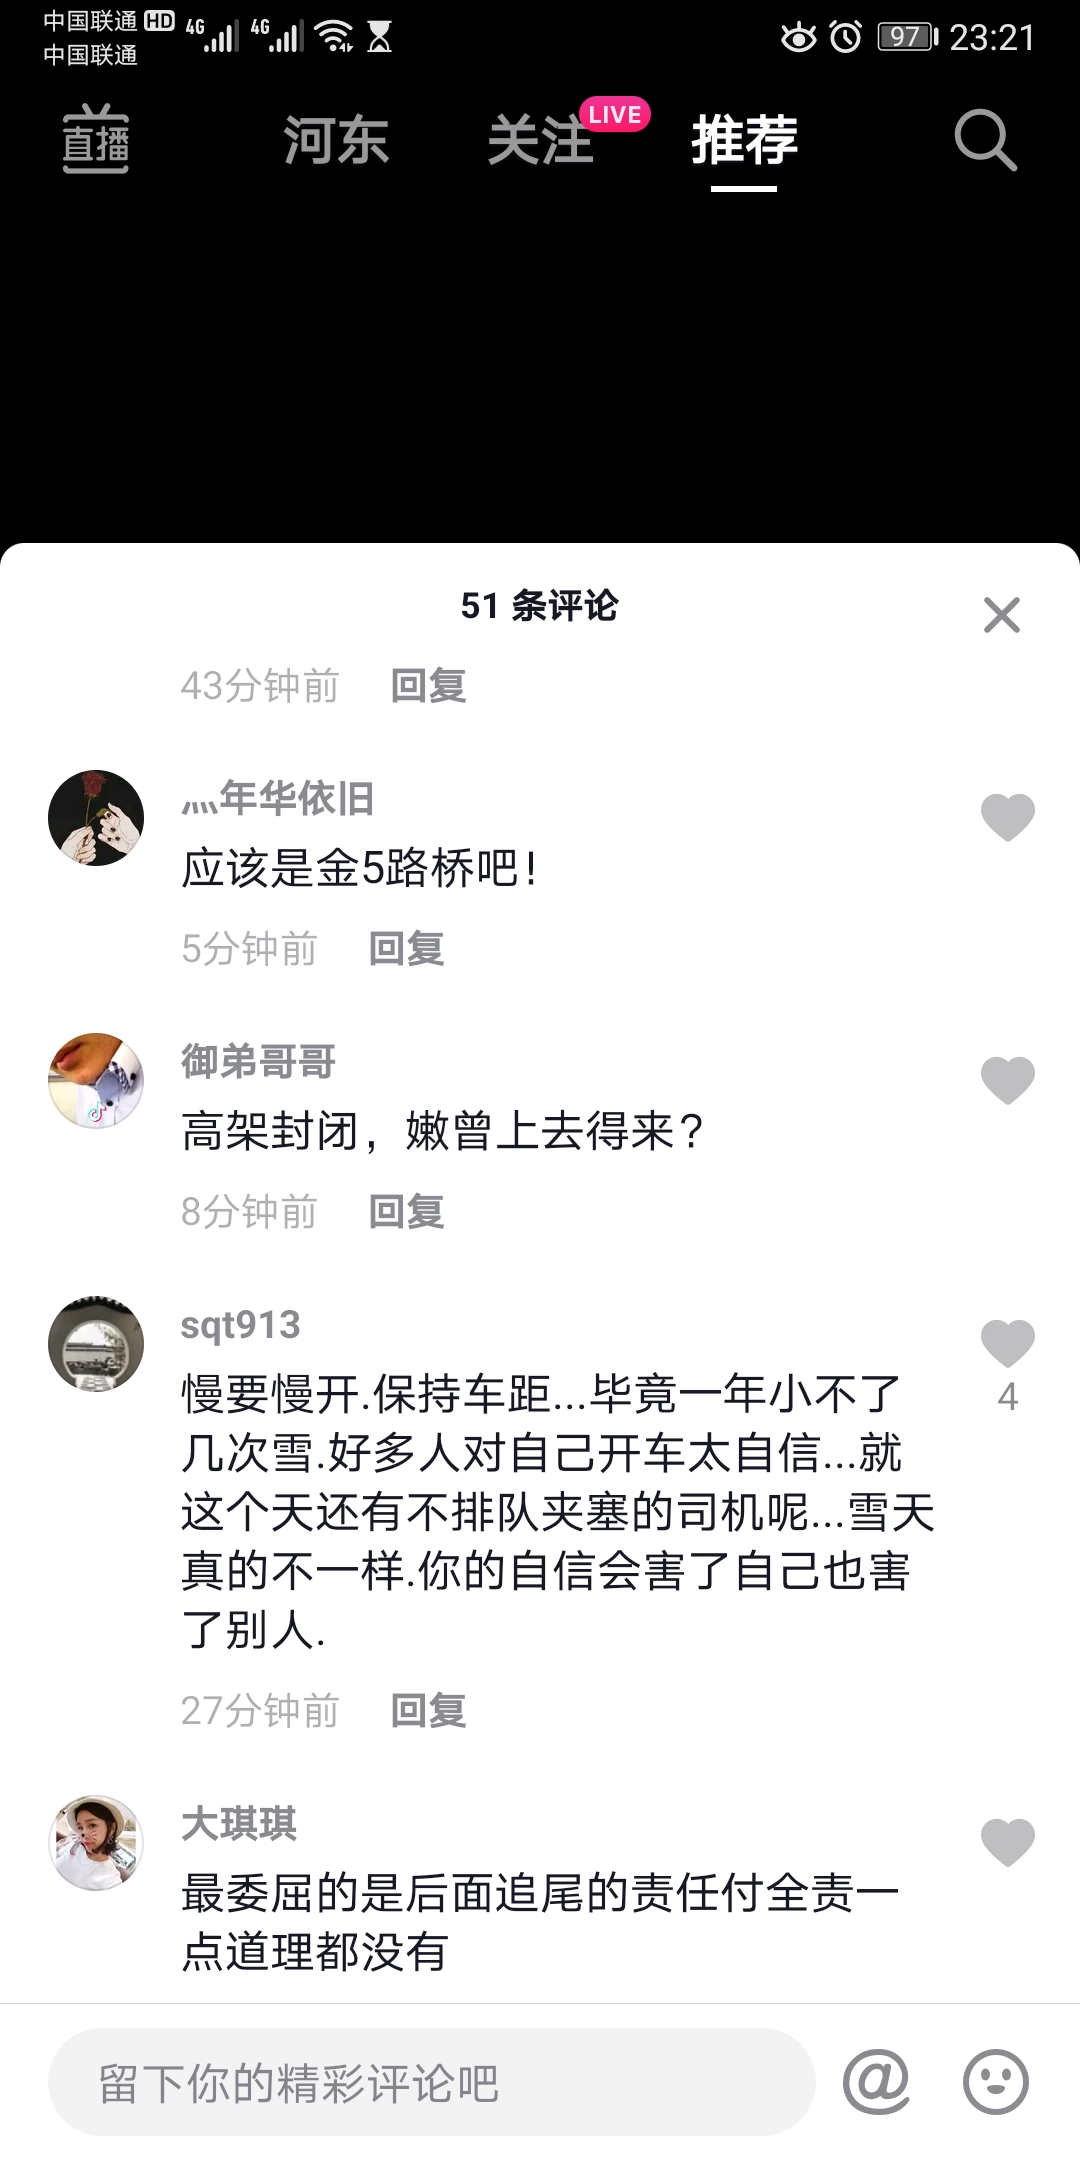 中国联通 HD 4G 4G 97 23:21
中国联通
直播 河东 关注 LIVE 推荐
51 条评论
43分钟前 回复
灬年华依旧
应该是金5路桥吧！
5分钟前 回复
御弟哥哥
高架封闭，嫩曾上去得来？
8分钟前 回复
sqt913
慢要慢开.保持车距...毕竟一年小不了
几次雪.好多人对自己开车太自信...就
这个天还有不排队夹塞的司机呢...雪天
真的不一样.你的自信会害了自己也害
了别人.
4
27分钟前 回复
大琪琪
最委屈的是后面追尾的责任付全责一
点道理都没有
留下你的精彩评论吧 @